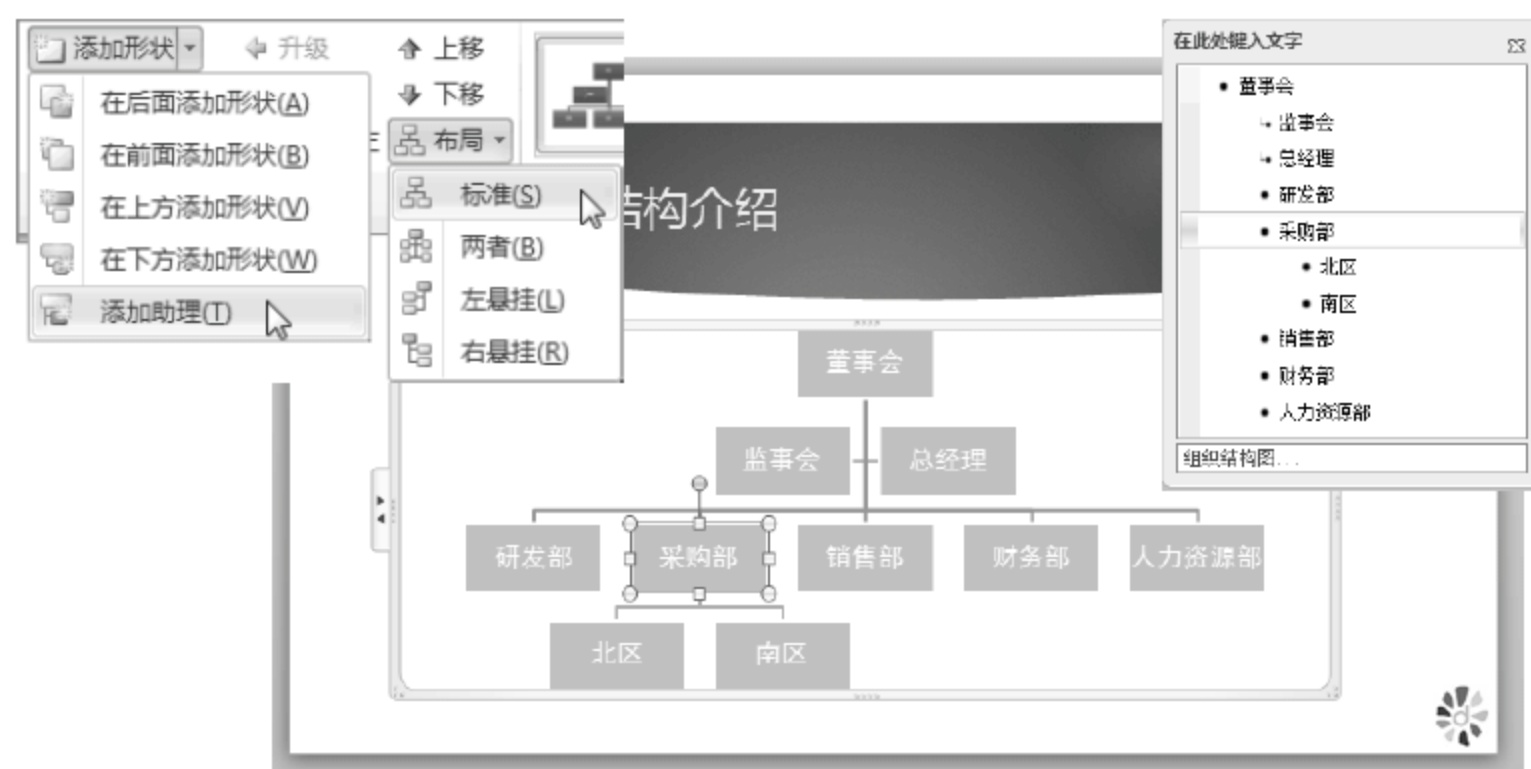 添加形状
升级
在后面添加形状(A)
在前面添加形状(B)
在上方添加形状(V)
在下方添加形状(W)
添加助理(T)
上移
下移
布局
标准(S)
两者(B)
左悬挂(L)
右悬挂(R)
结构介绍
董事会
监事会
总经理
研发部
采购部
销售部
财务部
人力资源部
北区
南区
在此处键入文字
董事会
监事会
总经理
研发部
采购部
北区
南区
销售部
财务部
人力资源部
组织结构图...